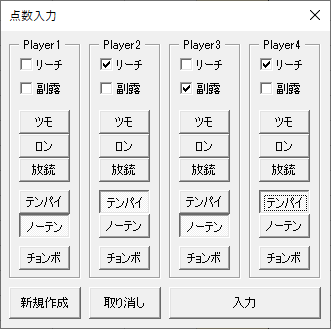 点数入力
Player1 Player2 Player3 Player4
リーチ リーチ リーチ リーチ
副露 副露 副露 副露
ツモ ツモ ツモ ツモ
ロン ロン ロン ロン
放銃 放銃 放銃 放銃
テンパイ テンパイ テンパイ テンパイ
ノーテン ノーテン ノーテン ノーテン
チョンボ チョンボ チョンボ チョンボ
新規作成 取り消し 入力